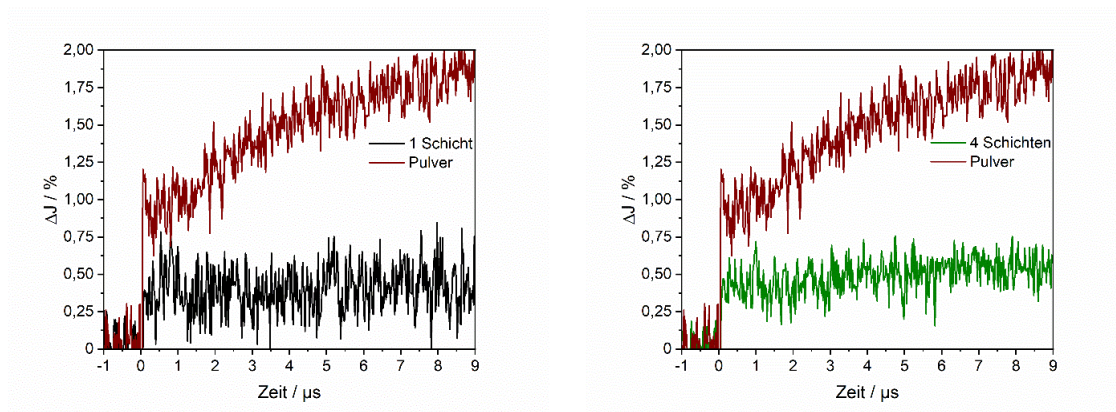 2,00
1,75
1,50
1,25
1,00
0,75
0,50
0,25
0
ΔJ / %
1 Schicht
Pulver
-1 0 1 2 3 4 5 6 7 8 9
Zeit / µs
2,00
1,75
1,50
1,25
1,00
0,75
0,50
0,25
0
ΔJ / %
4 Schichten
Pulver
-1 0 1 2 3 4 5 6 7 8 9
Zeit / µs